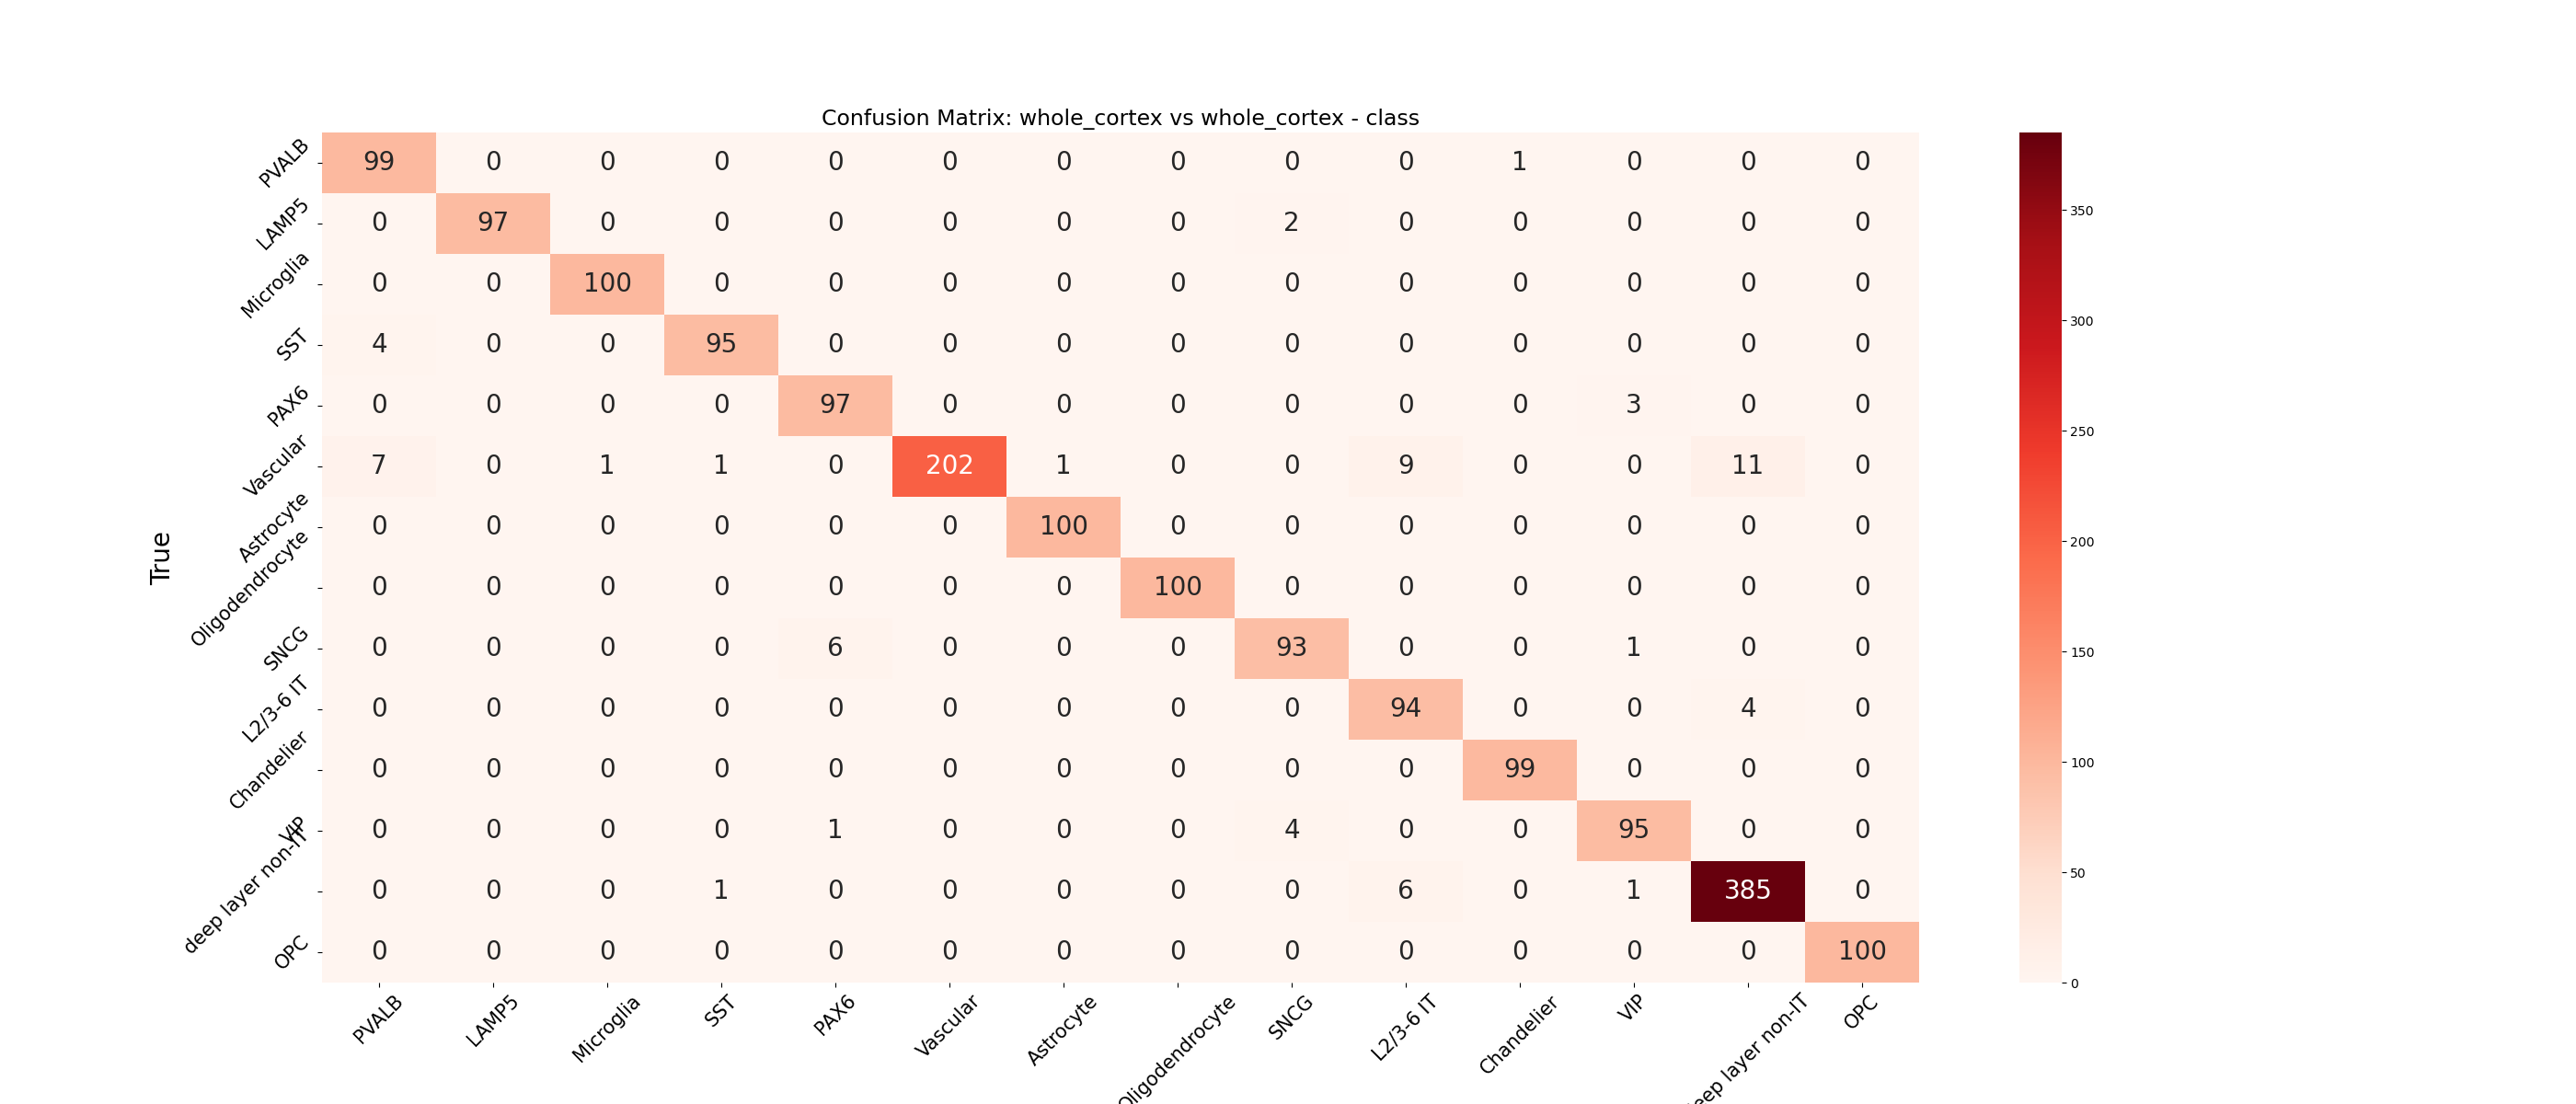 Confusion Matrix: whole_cortex vs whole_cortex - class
True
PVALB 99 0 0 0 0 0 0 0 0 0 1 0 0 0
LAMP5 0 97 0 0 0 0 0 0 2 0 0 0 0 0
Microglia 0 0 100 0 0 0 0 0 0 0 0 0 0 0
SST 4 0 0 95 0 0 0 0 0 0 0 0 0 0
PAX6 0 0 0 0 97 0 0 0 0 0 0 3 0 0
Vascular 7 0 1 1 0 202 1 0 0 9 0 0 11 0
Astrocyte 0 0 0 0 0 0 100 0 0 0 0 0 0 0
Oligodendrocyte 0 0 0 0 0 0 0 100 0 0 0 0 0 0
SNCG 0 0 0 0 6 0 0 0 93 0 0 1 0 0
L2/3-6 IT 0 0 0 0 0 0 0 0 0 94 0 0 4 0
Chandelier 0 0 0 0 0 0 0 0 0 0 99 0 0 0
VIP 0 0 0 0 1 0 0 0 4 0 0 95 0 0
deep layer non-IT 0 0 0 1 0 0 0 0 0 6 0 1 385 0
OPC 0 0 0 0 0 0 0 0 0 0 0 0 0 100
PVALB LAMP5 Microglia SST PAX6 Vascular Astrocyte Oligodendrocyte SNCG L2/3-6 IT Chandelier VIP eep layer non-IT OPC
350
300
250
200
150
100
50
0